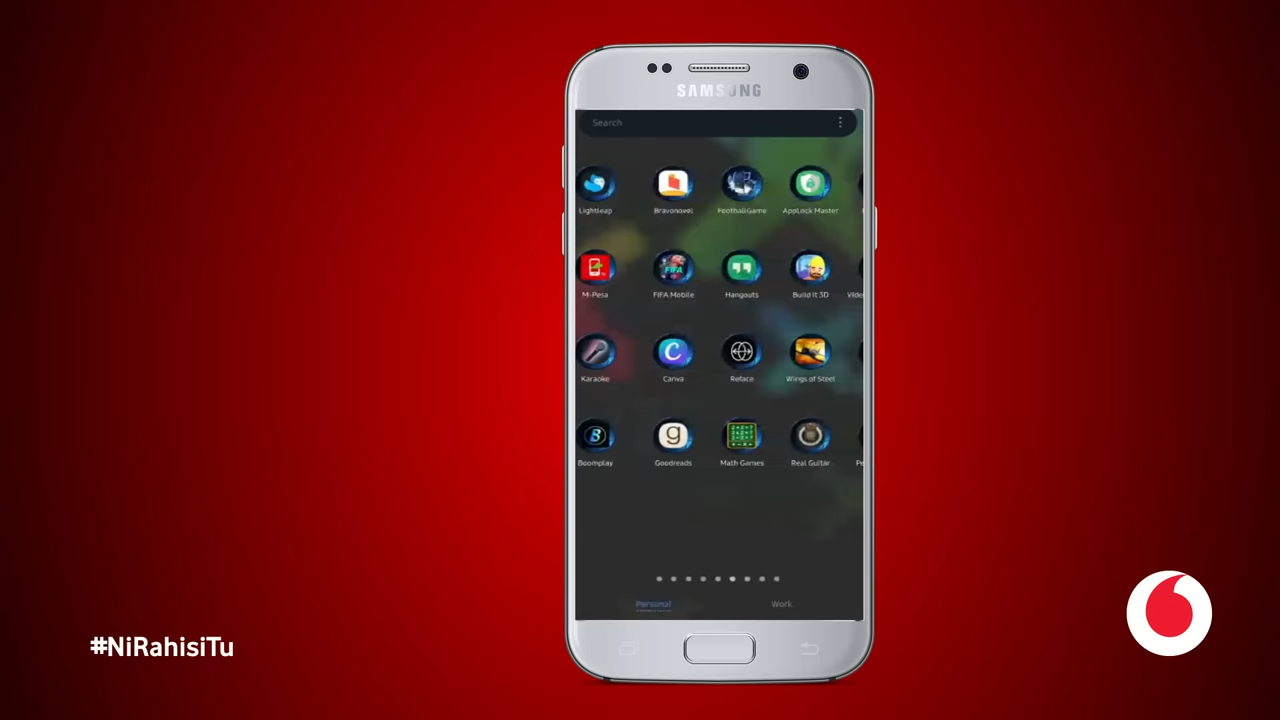 SAMSUNG
Search
Lightleap Bravonovel FootballGame AppLock Master
M-Pesa FIFA Mobile Hangouts Build It 3D
Karaoke Canva Reface Wings of Steel
Boomplay Goodreads Math Games Real Guitar
Personal Work
#NiRahisiTu